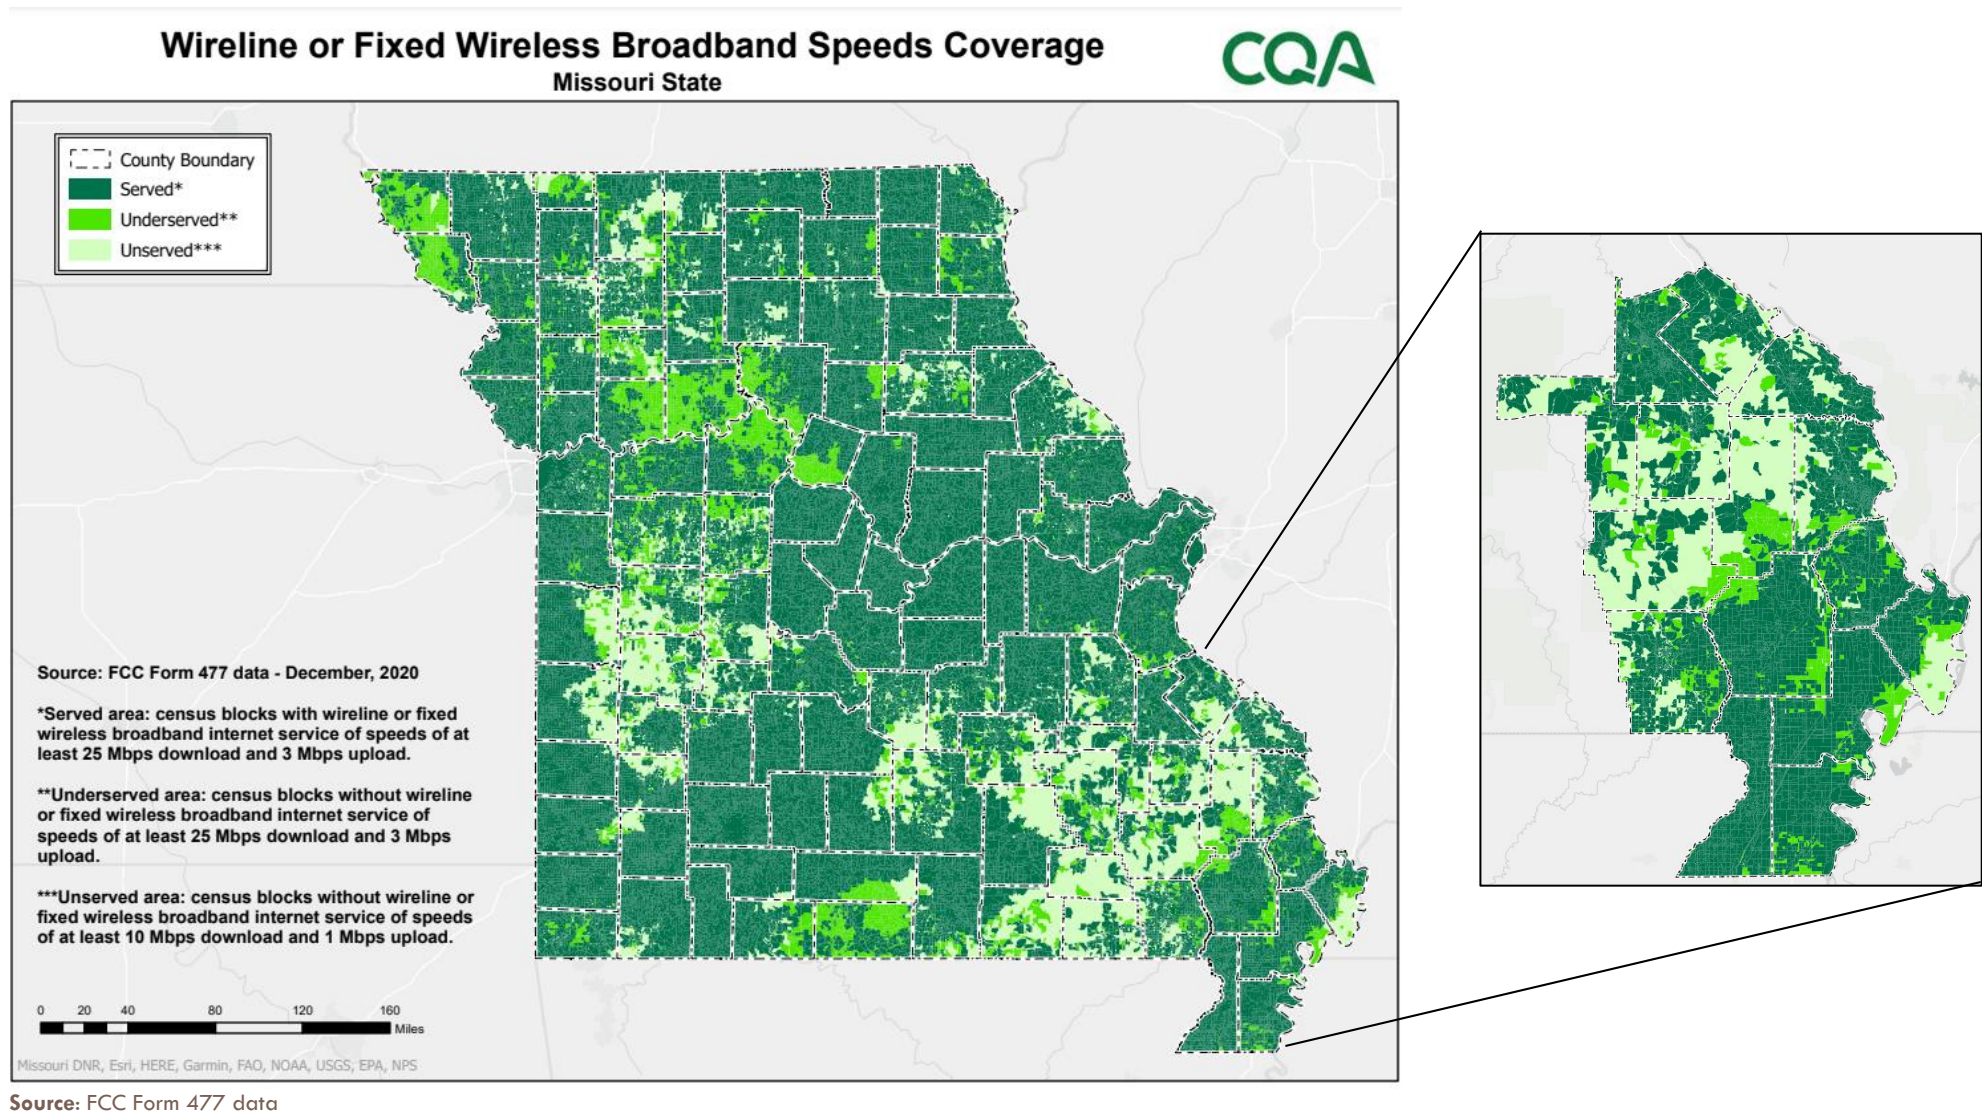 Wireline or Fixed Wireless Broadband Speeds Coverage
Missouri State
CQA
County Boundary
Served*
Underserved**
Unserved***
Source: FCC Form 477 data - December, 2020
*Served area: census blocks with wireline or fixed
wireless broadband internet service of speeds of at
least 25 Mbps download and 3 Mbps upload.
**Underserved area: census blocks without wireline
or fixed wireless broadband internet service of
speeds of at least 25 Mbps download and 3 Mbps
upload.
***Unserved area: census blocks without wireline or
fixed wireless broadband internet service of speeds
of at least 10 Mbps download and 1 Mbps upload.
0 20 40 80 120 160
Miles
Missouri DNR, Esri, HERE, Garmin, FAO, NOAA, USGS, EPA, NPS
Source: FCC Form 477 data